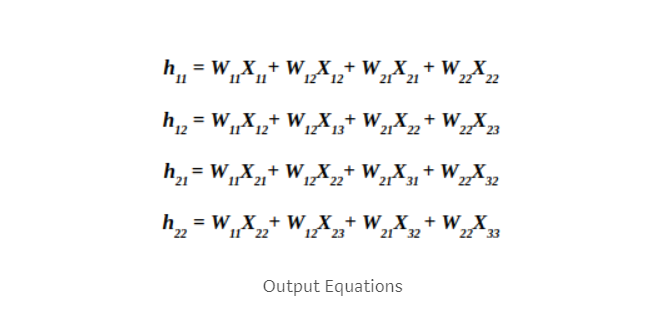 h₁₁ = W₁₁X₁₁+ W₁₂X₁₂+ W₂₁X₂₁ + W₂₂X₂₂
h₁₂ = W₁₁X₁₂+ W₁₂X₁₃+ W₂₁X₂₂ + W₂₂X₂₃
h₂₁ = W₁₁X₂₁+ W₁₂X₂₂+ W₂₁X₃₁ + W₂₂X₃₂
h₂₂ = W₁₁X₂₂+ W₁₂X₂₃+ W₂₁X₃₂ + W₂₂X₃₃
Output Equations